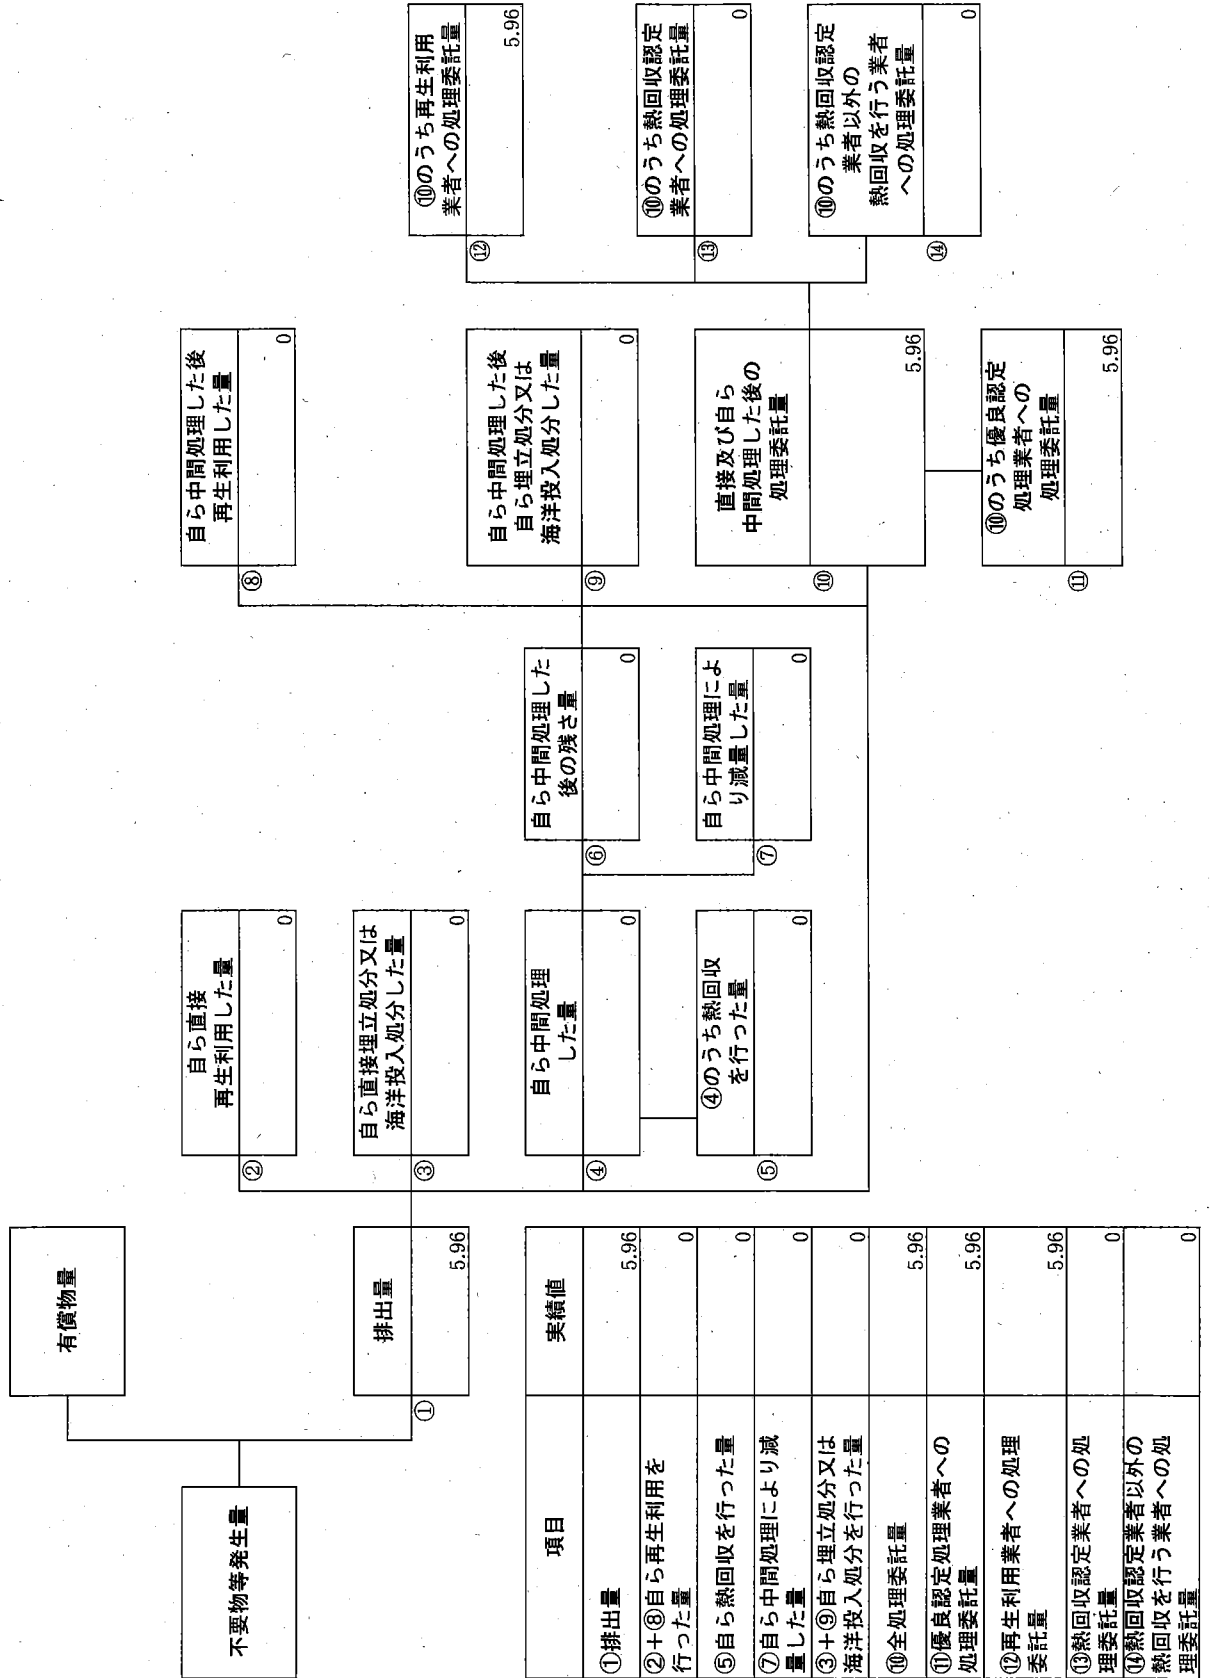 不要物等発生量
有償物量
排出量
①
5.96
自ら直接
再生利用した量
②
0
自ら直接埋立処分又は
海洋投入処分した量
③
0
自ら中間処理
した量
④
0
④のうち熱回収
を行った量
⑤
0
自ら中間処理した
後の残さ量
⑥
0
自ら中間処理によ
り減量した量
⑦
0
自ら中間処理した後
再生利用した量
⑧
0
自ら中間処理した後
自ら埋立処分又は
海洋投入処分した量
⑨
0
直接及び自ら
中間処理した後の
処理委託量
⑩
5.96
⑩のうち優良認定
処理業者への
処理委託量
⑪
5.96
⑩のうち再生利用
業者への処理委託量
⑫
5.96
⑩のうち熱回収認定
業者への処理委託量
⑬
0
⑩のうち熱回収認定
業者以外の
熱回収を行う業者
への処理委託量
⑭
0
項目 実績値
①排出量 5.96
②+⑧自ら再生利用を
行った量 0
⑤自ら熱回収を行った量 0
⑦自ら中間処理により減
量した量 0
③+⑨自ら埋立処分又は
海洋投入処分を行った量 0
⑩全処理委託量 5.96
⑪優良認定処理業者への
処理委託量 5.96
⑫再生利用業者への処理
委託量 5.96
⑬熱回収認定業者への処
理委託量 0
⑭熱回収認定業者以外の
熱回収を行う業者への処
理委託量 0